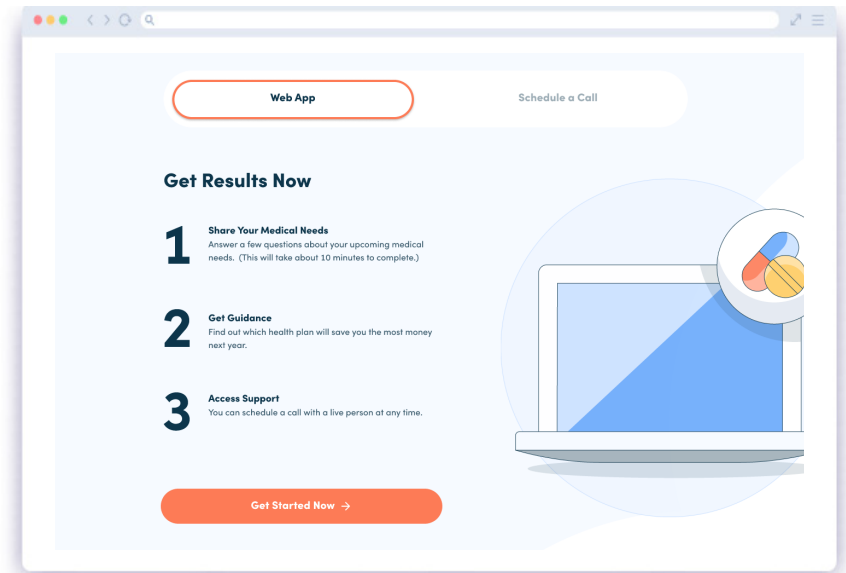 Web App
Schedule a Call
Get Results Now
1
Share Your Medical Needs
Answer a few questions about your upcoming medical
needs. (This will take about 10 minutes to complete.)
2
Get Guidance
Find out which health plan will save you the most money
next year.
3
Access Support
You can schedule a call with a live person at any time.
Get Started Now →